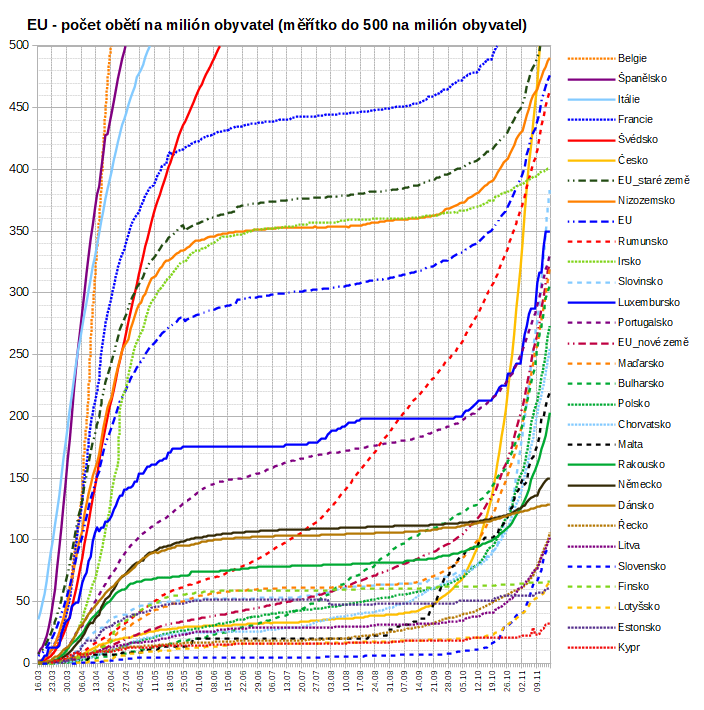 EU - počet obětí na milión obyvatel (měřítko do 500 na milión obyvatel)
500
450
400
350
300
250
200
150
100
50
0
16.03
23.03
30.03
06.04
13.04
20.04
27.04
04.05
11.05
18.05
25.05
01.06
08.06
15.06
22.06
29.06
06.07
13.07
20.07
27.07
03.08
10.08
17.08
24.08
31.08
07.09
14.09
21.09
28.09
05.10
12.10
19.10
26.10
02.11
09.11
Belgie
Španělsko
Itálie
Francie
Švédsko
Česko
EU_staré země
Nizozemsko
EU
Rumunsko
Irsko
Slovinsko
Luxembursko
Portugalsko
EU_nové země
Maďarsko
Bulharsko
Polsko
Chorvatsko
Malta
Rakousko
Německo
Dánsko
Řecko
Litva
Slovensko
Finsko
Lotyšsko
Estonsko
Kypr